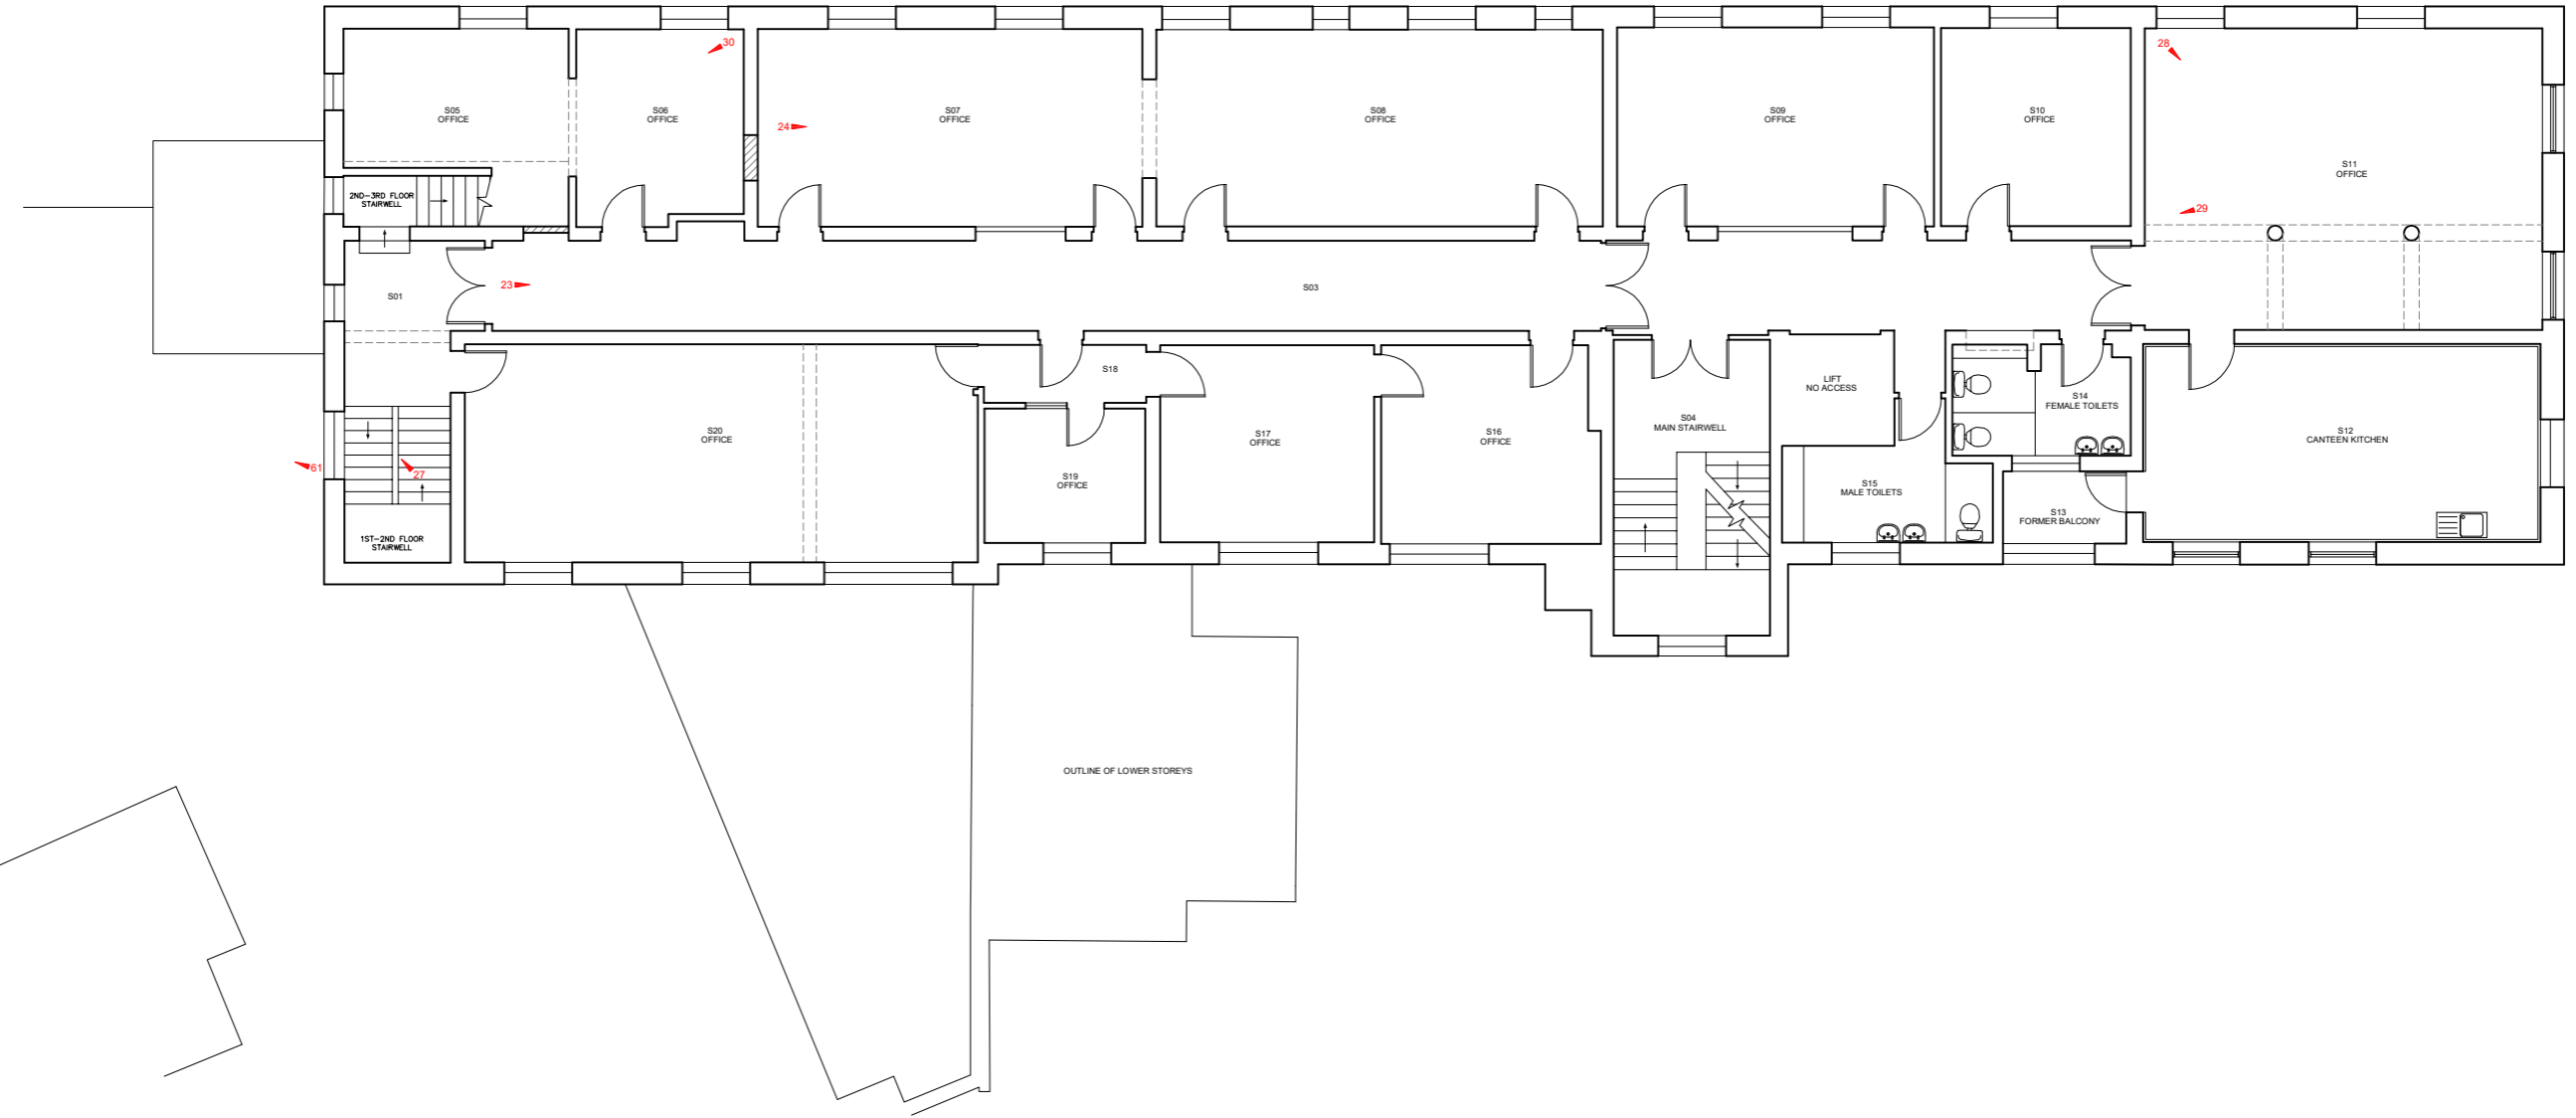 30
28
S05
OFFICE
S06
OFFICE
S07
OFFICE
S08
OFFICE
S09
OFFICE
S10
OFFICE
24
S11
OFFICE
2ND-3RD FLOOR
STAIRWELL
29
S01
23
S03
S18
LIFT
NO ACCESS
S14
FEMALE TOILETS
S04
MAIN STAIRWELL
S20
OFFICE
S17
OFFICE
S16
OFFICE
S12
CANTEEN KITCHEN
61
27
S19
OFFICE
S15
MALE TOILETS
S13
FORMER BALCONY
1ST-2ND FLOOR
STAIRWELL
OUTLINE OF LOWER STOREYS